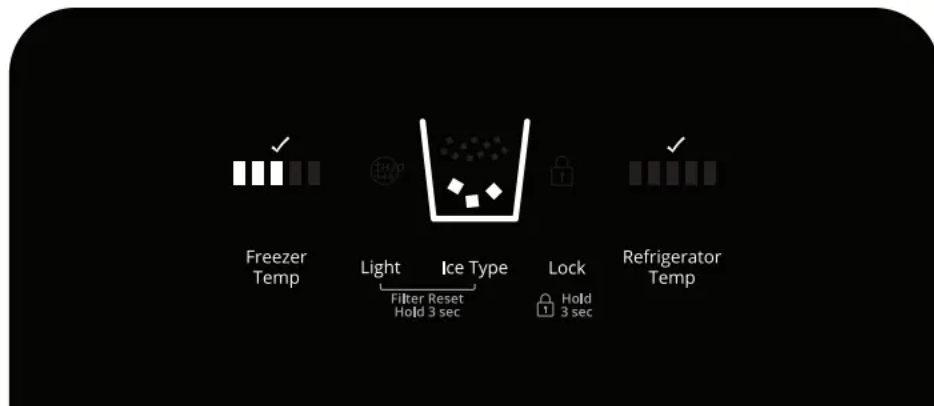 Freezer
Temp
Light
Ice Type
Lock
Refrigerator
Temp
Filter Reset
Hold 3 sec
Hold
3 sec